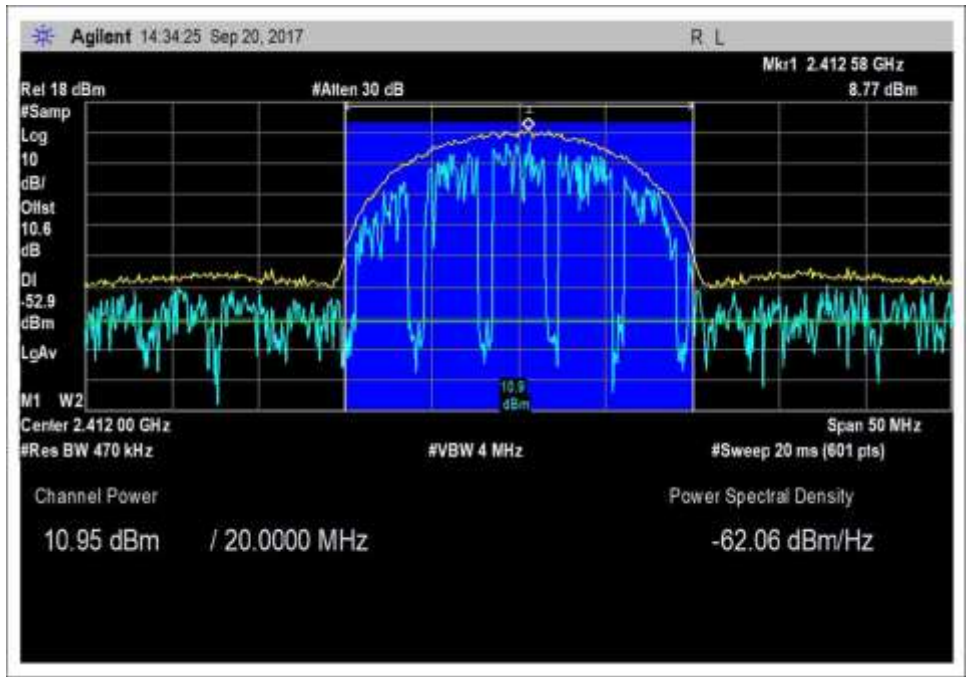 Agilent 14:34:25 Sep 20, 2017 R L
Mkr1 2.412 58 GHz
Ref 18 dBm #Atten 30 dB 8.77 dBm
#Samp
Log
10
dB/
Offst
10.6
dB
DI
-52.9
dBm
LgAv
1
10.9
dBm
M1 W2
Center 2.412 00 GHz Span 50 MHz
#Res BW 470 kHz #VBW 4 MHz #Sweep 20 ms (601 pts)
Channel Power Power Spectral Density
10.95 dBm / 20.0000 MHz -62.06 dBm/Hz